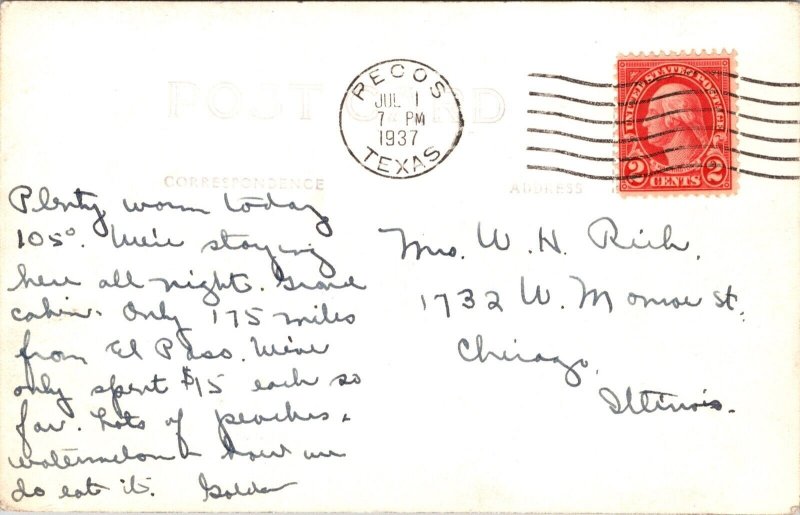 POST CARD
PECOS
JUL 1
7 PM
1937
TEXAS
UNITED STATES POSTAGE
2 CENTS 2
CORRESPONDENCE
ADDRESS
Plenty warm today
105°. We're staying
here all night. Grand
cabin. Only 175 miles
from El Paso. We've
only spent $15 each so
far. Lots of peaches &
watermelon & how we
do eat it.
Mrs. W. H. Rich,
1732 W. Monroe St.
Chicago,
Illinois.